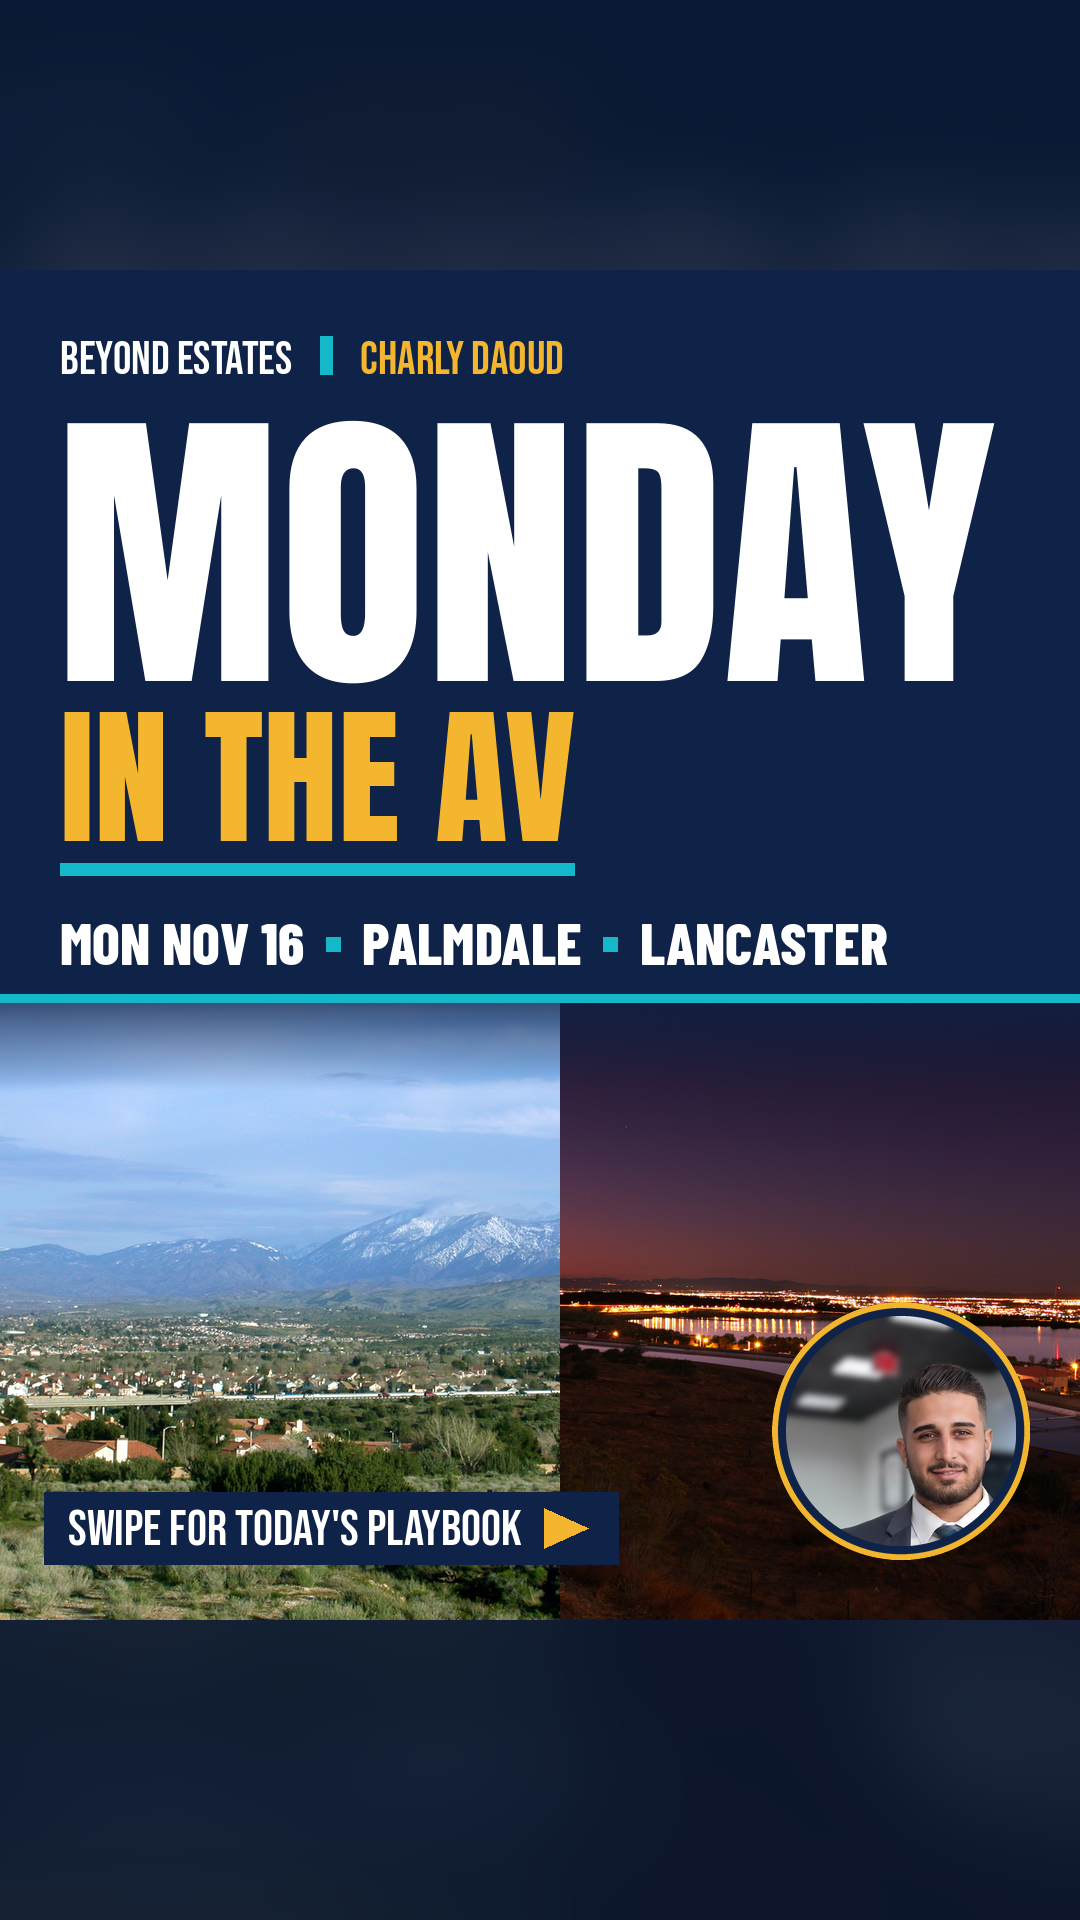 BEYOND ESTATES CHARLY DAOUD
MONDAY
IN THE AV
MON NOV 16 ▪ PALMDALE ▪ LANCASTER
SWIPE FOR TODAY'S PLAYBOOK